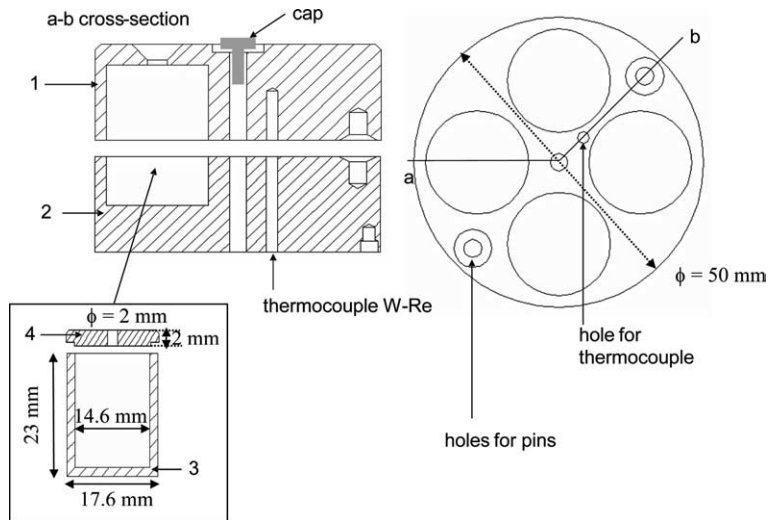 a-b cross-section
cap
1
2
thermocouple W-Re
a
b
ϕ = 50 mm
hole for
thermocouple
holes for pins
ϕ = 2 mm
4
2 mm
23 mm
14.6 mm
3
17.6 mm